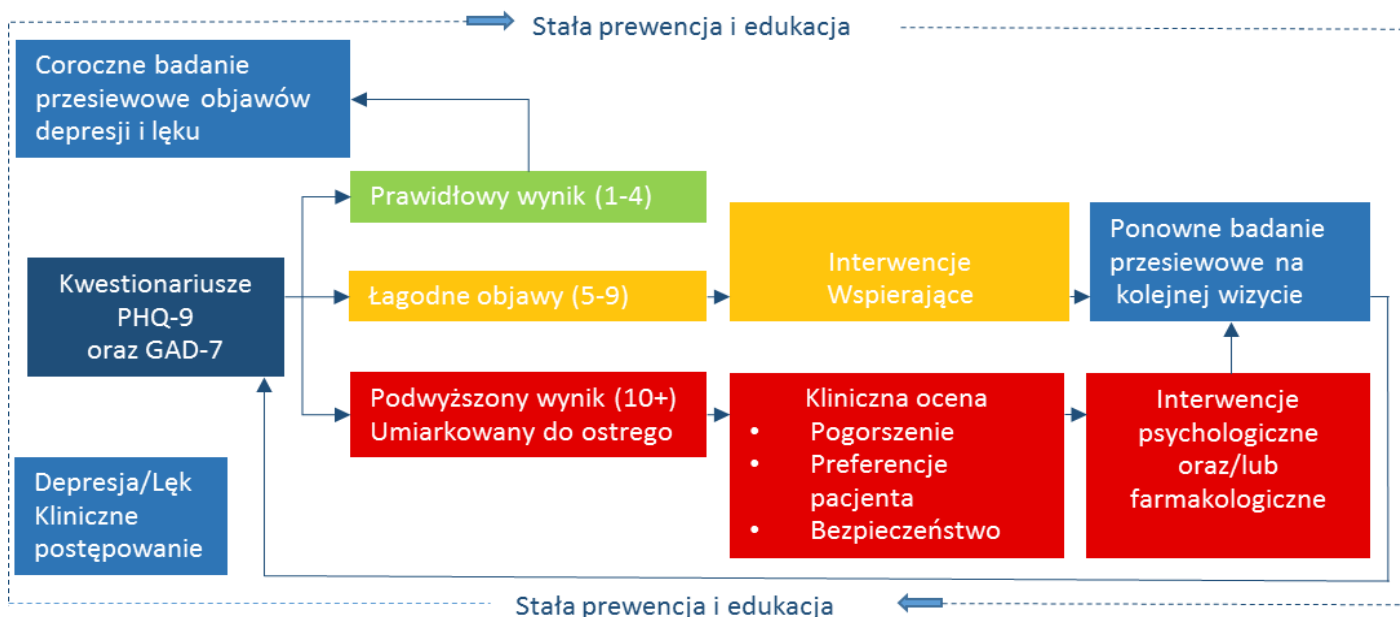 Stała prewencja i edukacja
Coroczne badanie
przesiewowe objawów
depresji i lęku
Prawidłowy wynik (1-4)
Kwestionariusze
PHQ-9
oraz GAD-7
Łagodne objawy (5-9)
Interwencje
Wspierające
Ponowne badanie
przesiewowe na
kolejnej wizycie
Podwyższony wynik (10+)
Umiarkowany do ostrego
Kliniczna ocena
• Pogorszenie
• Preferencje
pacjenta
• Bezpieczeństwo
Interwencje
psychologiczne
oraz/lub
farmakologiczne
Depresja/Lęk
Kliniczne
postępowanie
Stała prewencja i edukacja